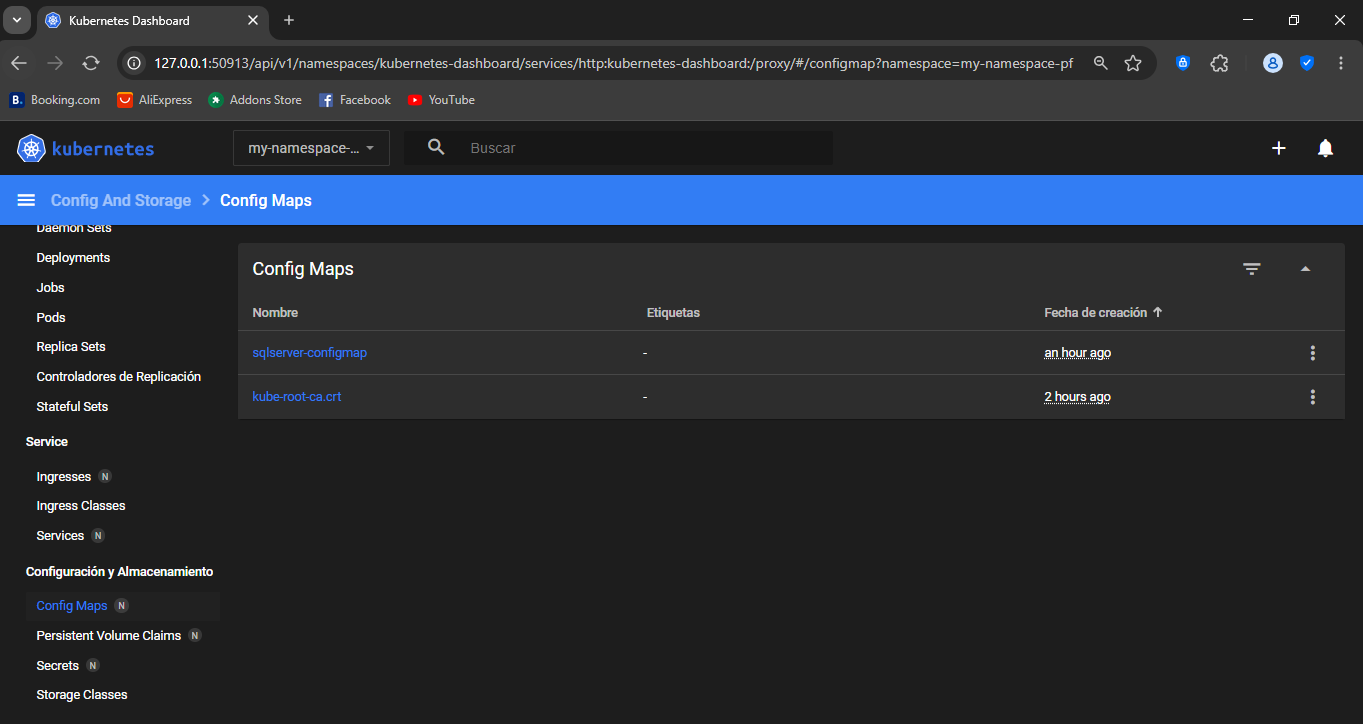 Kubernetes Dashboard
127.0.0.1:50913/api/v1/namespaces/kubernetes-dashboard/services/http:kubernetes-dashboard:/proxy/#/configmap?namespace=my-namespace-pf
B. Booking.com AliExpress Addons Store Facebook YouTube
kubernetes my-namespace-... Buscar
Config And Storage > Config Maps
Daemon Sets
Deployments
Jobs
Pods
Replica Sets
Controladores de Replicación
Stateful Sets
Service
Ingresses N
Ingress Classes
Services N
Configuración y Almacenamiento
Config Maps N
Persistent Volume Claims N
Secrets N
Storage Classes
Config Maps
Nombre Etiquetas Fecha de creación
sqlserver-configmap - an hour ago
kube-root-ca.crt - 2 hours ago